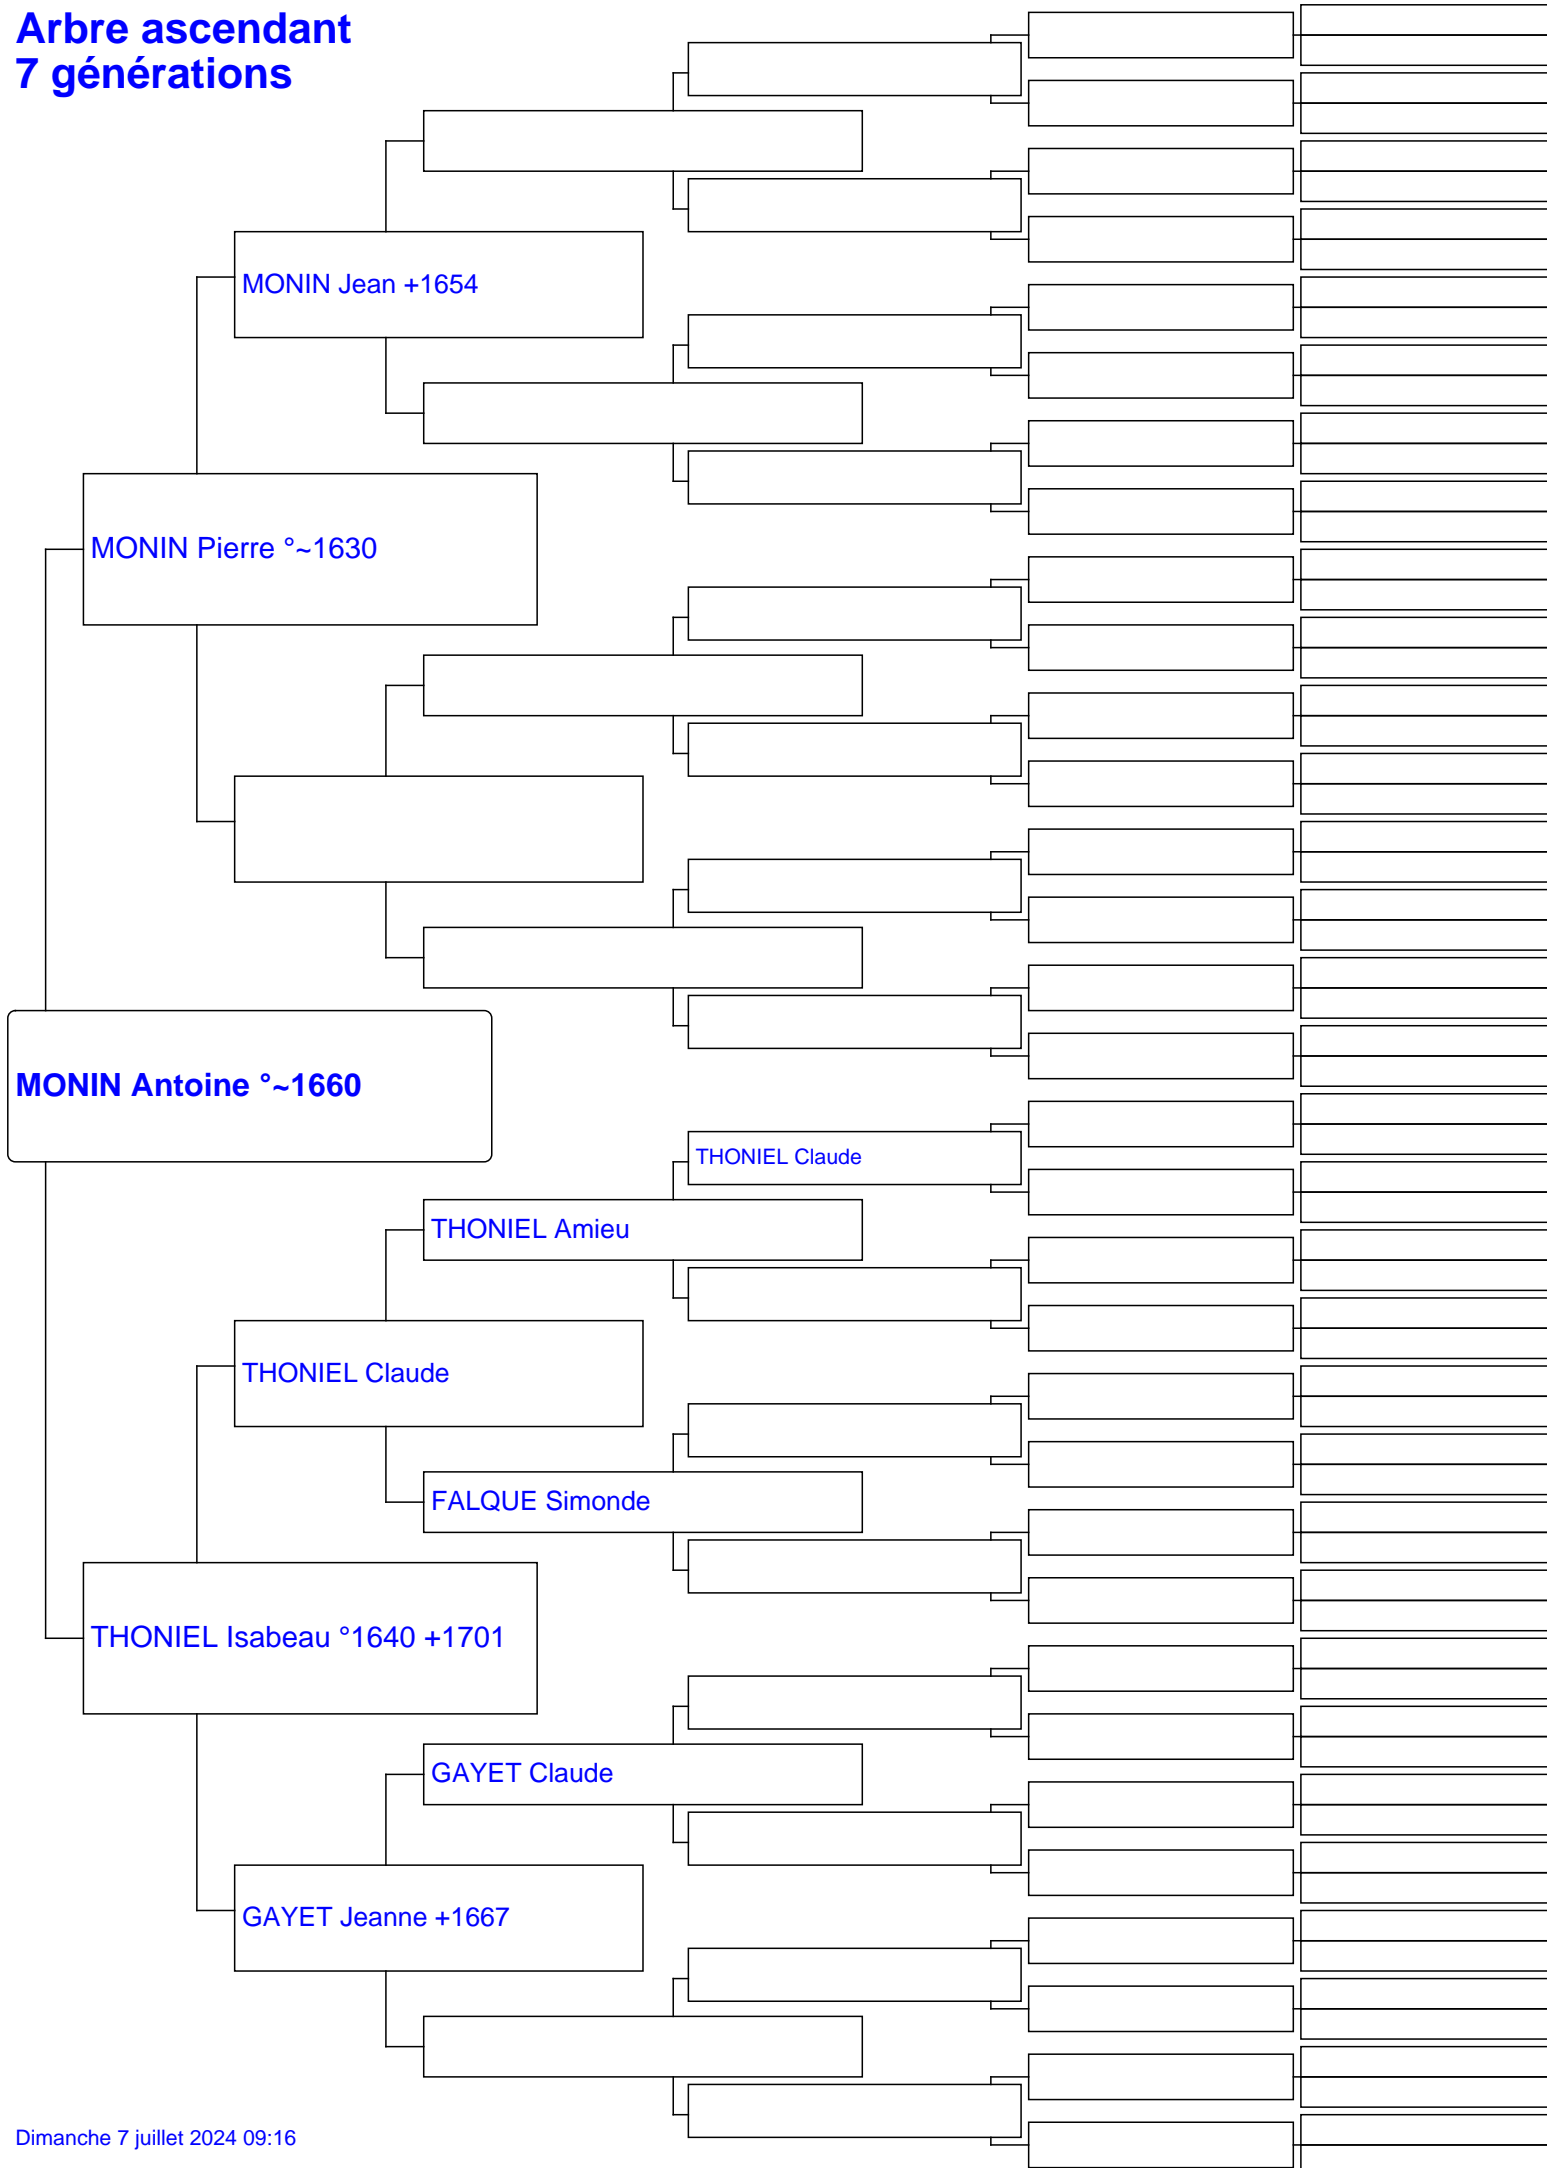 Arbre ascendant
7 générations
MONIN Jean +1654
MONIN Pierre °~1630
MONIN Antoine °~1660
THONIEL Claude
THONIEL Amieu
THONIEL Claude
FALQUE Simonde
THONIEL Isabeau °1640 +1701
GAYET Claude
GAYET Jeanne +1667
Dimanche 7 juillet 2024 09:16